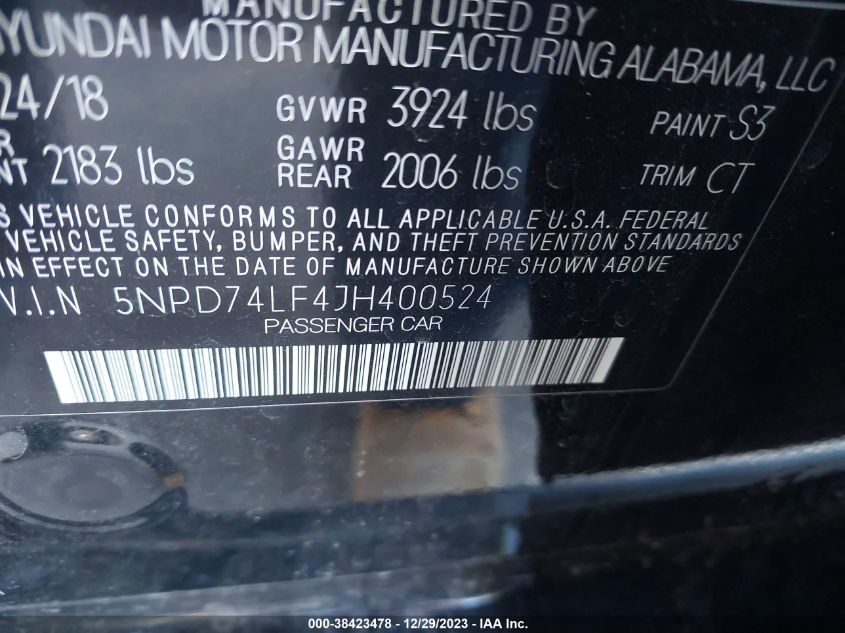 MANUFACTURED BY
HYUNDAI MOTOR MANUFACTURING ALABAMA, LLC
24/18 GVWR 3924 lbs PAINT S3
GAWR
NT 2183 lbs REAR 2006 lbs TRIM CT
S VEHICLE CONFORMS TO ALL APPLICABLE U.S.A. FEDERAL
VEHICLE SAFETY, BUMPER, AND THEFT PREVENTION STANDARDS
IN EFFECT ON THE DATE OF MANUFACTURE SHOWN ABOVE
V.I.N 5NPD74LF4JH400524
PASSENGER CAR
000-38423478 - 12/29/2023 - IAA Inc.